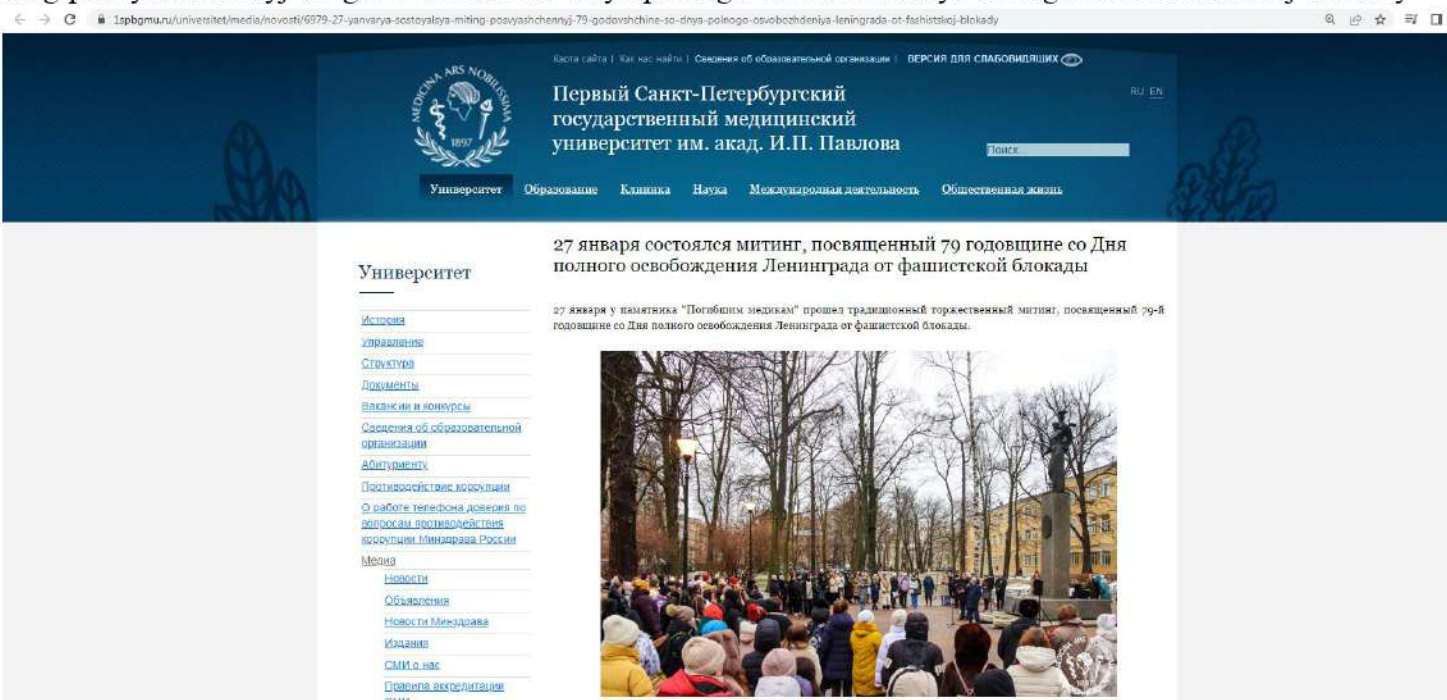 1spbgmu.ru/universitet/media/novosti/6979-27-yanvarya-sostoyalsya-miting-posvyashchennyj-79-godovshchine-so-dnya-polnogo-osvobozhdeniya-leningrada-ot-fashistskoj-blokady
Карта сайта | Как нас найти | Сведения об образовательной организации | ВЕРСИЯ ДЛЯ СЛАБОВИДЯЩИХ
MEDICINA ARS NOBILISSIMA
1897
Первый Санкт-Петербургский
государственный медицинский
университет им. акад. И.П. Павлова
RU EN
Поиск...
Университет Образование Клиника Наука Международная деятельность Общественная жизнь
27 января состоялся митинг, посвященный 79 годовщине со Дня
полного освобождения Ленинграда от фашистской блокады
27 января у памятника "Погибшим медикам" прошел традиционный торжественный митинг, посвященный 79-й
годовщине со Дня полного освобождения Ленинграда от фашистской блокады.
Университет
История
Управление
Структура
Документы
Вакансии и конкурсы
Сведения об образовательной
организации
Абитуриенту
Противодействие коррупции
О работе телефона доверия по
вопросам противодействия
коррупции Минздрава России
Медиа
Новости
Объявления
Новости Минздрава
Издания
СМИ о нас
Правила аккредитации